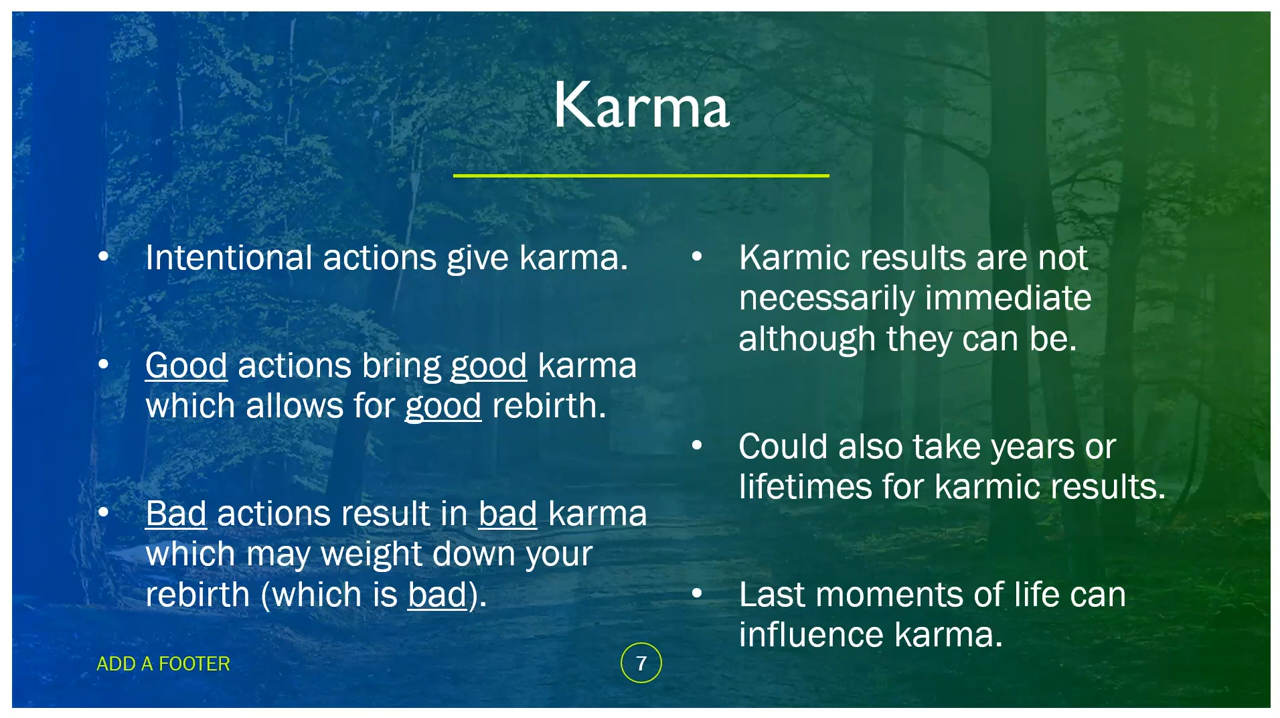 Karma
• Intentional actions give karma.
• Good actions bring good karma
which allows for good rebirth.
• Bad actions result in bad karma
which may weight down your
rebirth (which is bad).
• Karmic results are not
necessarily immediate
although they can be.
• Could also take years or
lifetimes for karmic results.
• Last moments of life can
influence karma.
ADD A FOOTER
7